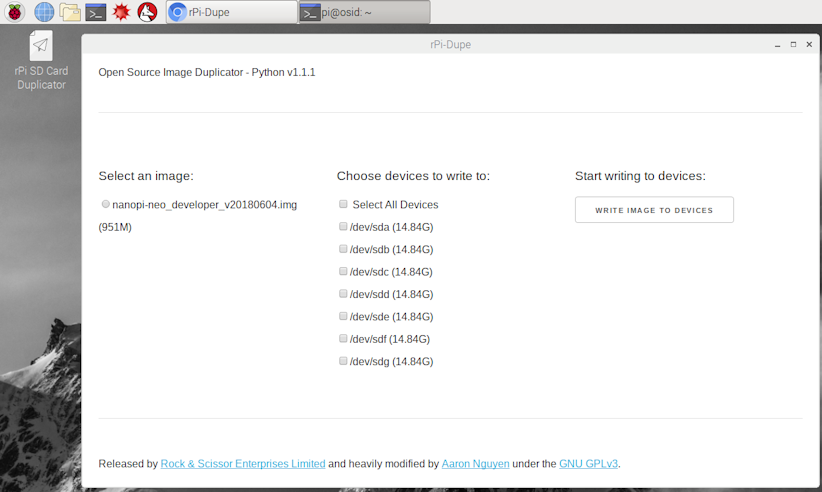 rPi-Dupe
pi@osid: ~
rPi SD Card
Duplicator
rPi-Dupe
Open Source Image Duplicator - Python v1.1.1
Select an image:
nanopi-neo_developer_v20180604.img
(951M)
Choose devices to write to:
Select All Devices
/dev/sda (14.84G)
/dev/sdb (14.84G)
/dev/sdc (14.84G)
/dev/sdd (14.84G)
/dev/sde (14.84G)
/dev/sdf (14.84G)
/dev/sdg (14.84G)
Start writing to devices:
WRITE IMAGE TO DEVICES
Released by Rock & Scissor Enterprises Limited and heavily modified by Aaron Nguyen under the GNU GPLv3.